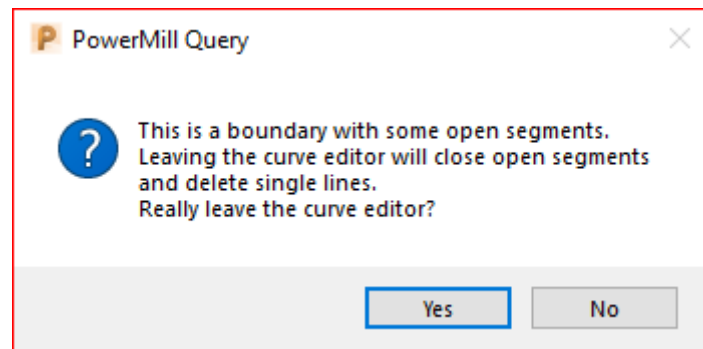 PowerMill Query
This is a boundary with some open segments.
Leaving the curve editor will close open segments
and delete single lines.
Really leave the curve editor?
Yes No